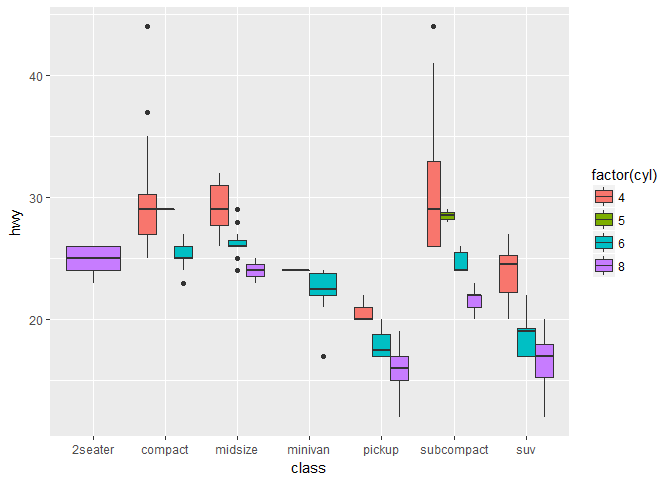 40
30
20
hwy
2seater compact midsize minivan pickup subcompact suv
class
factor(cyl)
4
5
6
8